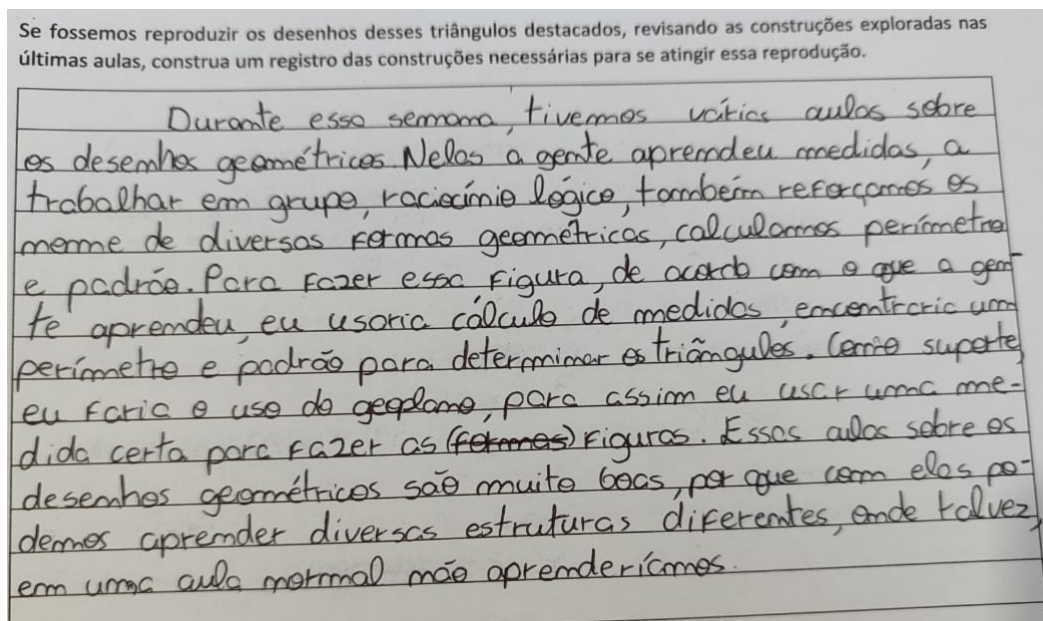 Se fossemos reproduzir os desenhos desses triângulos destacados, revisando as construções exploradas nas
últimas aulas, construa um registro das construções necessárias para se atingir essa reprodução.
Durante essa semana, tivemos várias aulas sobre
os desenhos geométricos. Nelas a gente aprendeu medidas, a
trabalhar em grupo, raciocínio lógico, também reforçamos os
nome de diversas formas geométricas, calculamos perímetro
e padrão. Para fazer essa figura, de acordo com o que a gen-
te aprendeu, eu usaria cálculo de medidas, encontraria um
perímetro e padrão para determinar os triângulos. Como suporte,
eu faria o uso do geoplano, para assim eu usar uma me-
dida certa para fazer as (formas) figuras. Essas aulas sobre os
desenhos geométricos são muito boas, por que com elas po-
demos aprender diversas estruturas diferentes, onde talvez,
em uma aula normal não aprenderíamos.